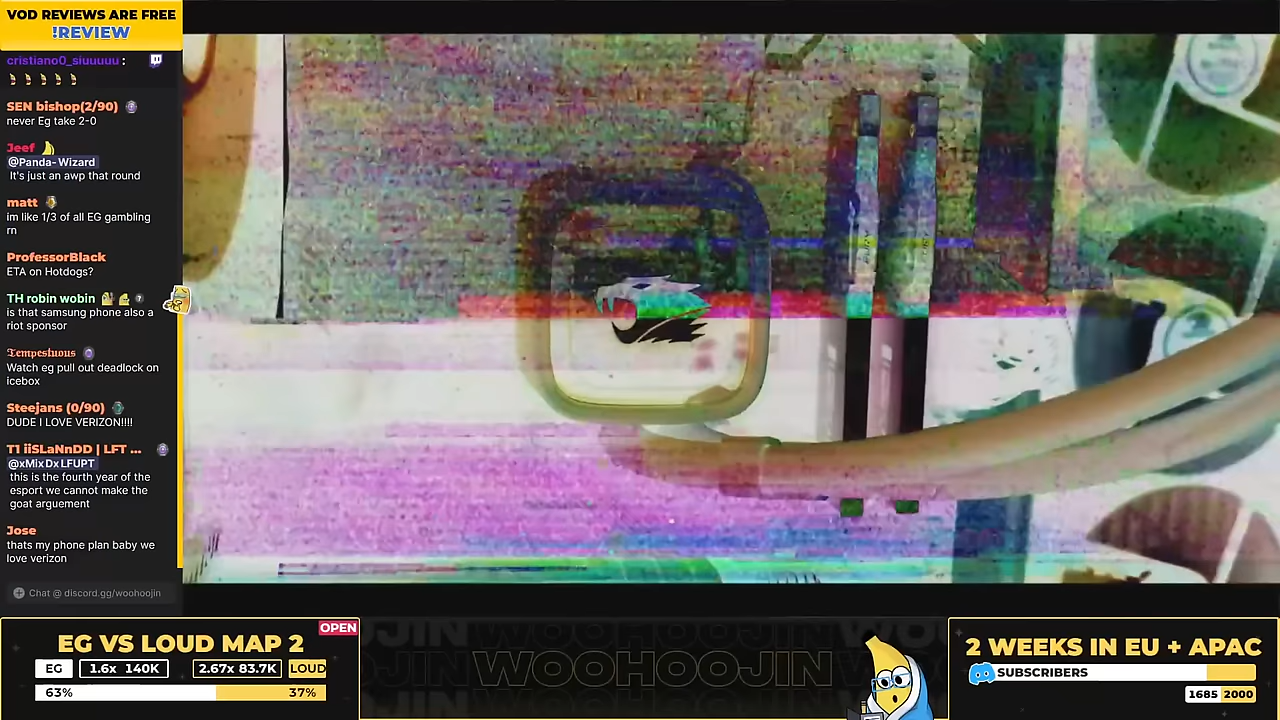 VOD REVIEWS ARE FREE
!REVIEW
cristiano0_siuuuuu :
SEN bishop(2/90)
never Eg take 2-0
Jeef
@Panda-Wizard
It's just an awp that round
matt
im like 1/3 of all EG gambling
rn
ProfessorBlack
ETA on Hotdogs?
TH robin wobin
is that samsung phone also a
riot sponsor
Tempestuous
Watch eg pull out deadlock on
icebox
Steejans (0/90)
DUDE I LOVE VERIZON!!!!
T1 iiSLaNnDD | LFT ...
@xMixDxLFUPT
this is the fourth year of the
esport we cannot make the
goat arguement
Jose
thats my phone plan baby we
love verizon
Chat @ discord.gg/woohoojin
EG VS LOUD MAP 2
OPEN
EG 1.6x 140K 2.67x 83.7K LOUD
63% 37%
WOOHOOJIN
2 WEEKS IN EU + APAC
SUBSCRIBERS
1685 2000